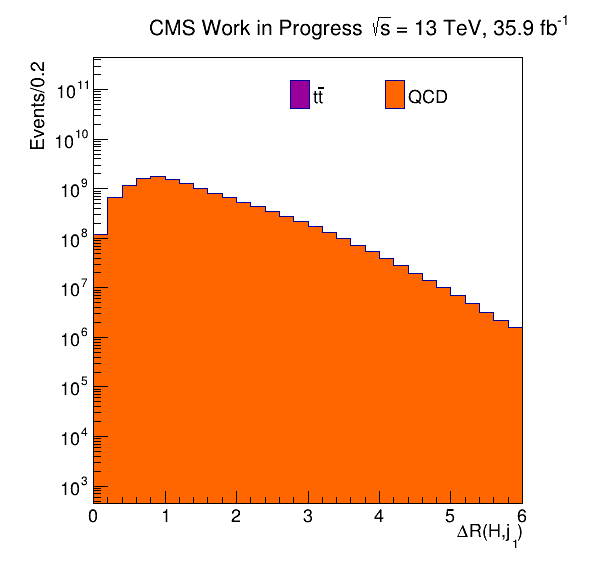 CMS Work in Progress √s = 13 TeV, 35.9 fb⁻¹
Events/0.2
tt̄
QCD
10¹¹
10¹⁰
10⁹
10⁸
10⁷
10⁶
10⁵
10⁴
10³
0 1 2 3 4 5 6
ΔR(H,j₁)